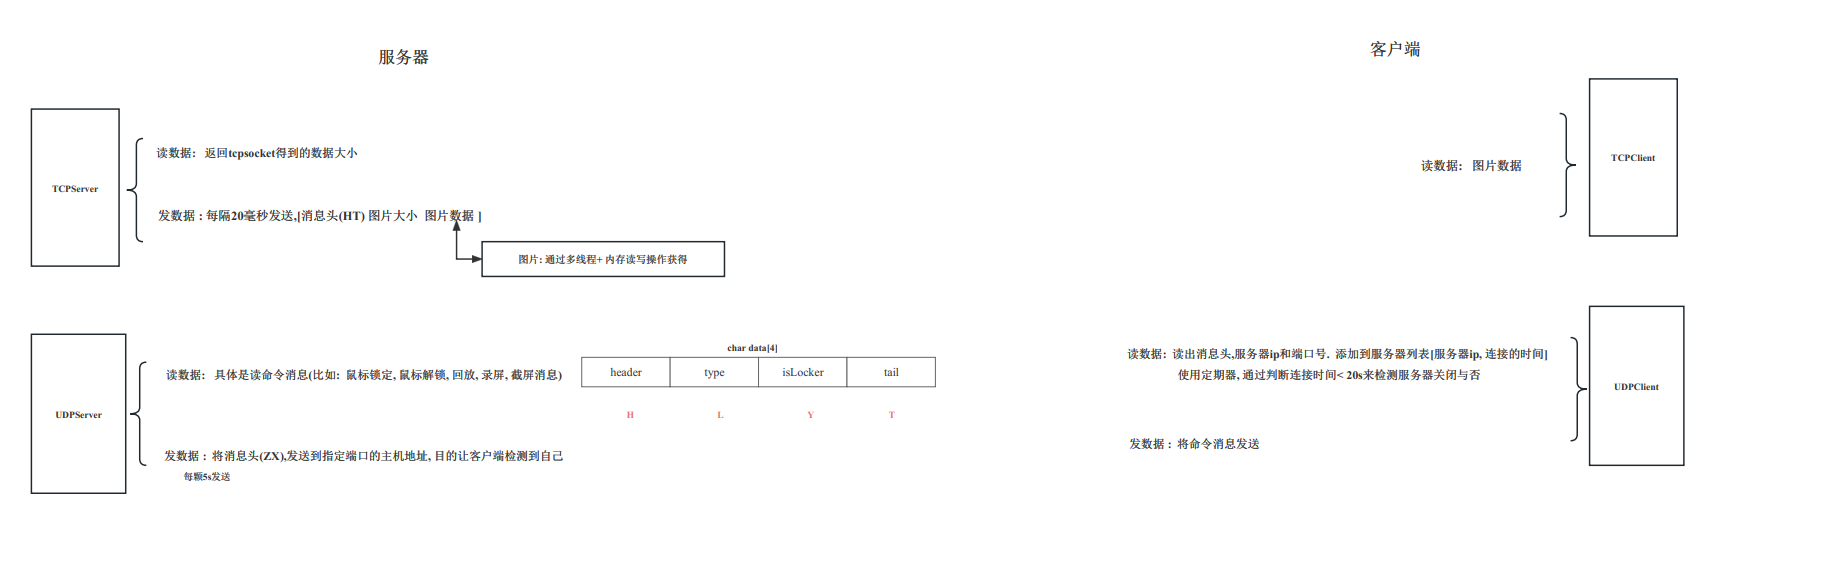 服务器
客户端
TCPServer
读数据： 返回tcpsocket得到的数据大小
发数据：每隔20毫秒发送,[消息头(HT) 图片大小 图片数据 ]
图片: 通过多线程+ 内存读写操作获得
读数据： 图片数据
TCPClient
UDPServer
读数据： 具体是读命令消息(比如: 鼠标锁定, 鼠标解锁, 回放, 录屏, 截屏消息)
char data[4]
header type isLocker tail
H L Y T
发数据：将消息头(ZX),发送到指定端口的主机地址, 目的让客户端检测到自己
每颗5s发送
读数据：读出消息头,服务器ip和端口号. 添加到服务器列表[服务器ip, 连接的时间]
使用定期器, 通过判断连接时间< 20s来检测服务器关闭与否
发数据： 将命令消息发送
UDPClient